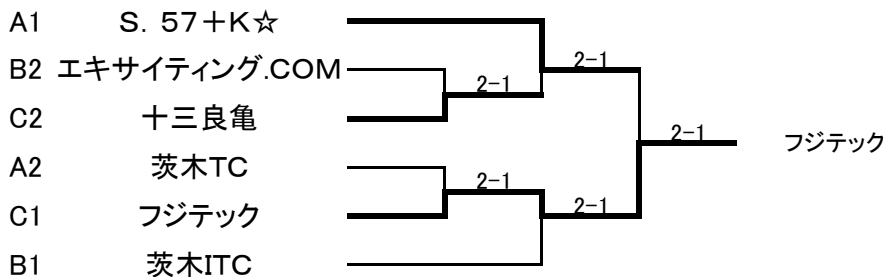 A1 S．57＋K☆
B2 エキサイティング.COM
2-1
2-1
C2 十三良亀
2-1 フジテック
A2 茨木TC
2-1
2-1
C1 フジテック
B1 茨木ITC